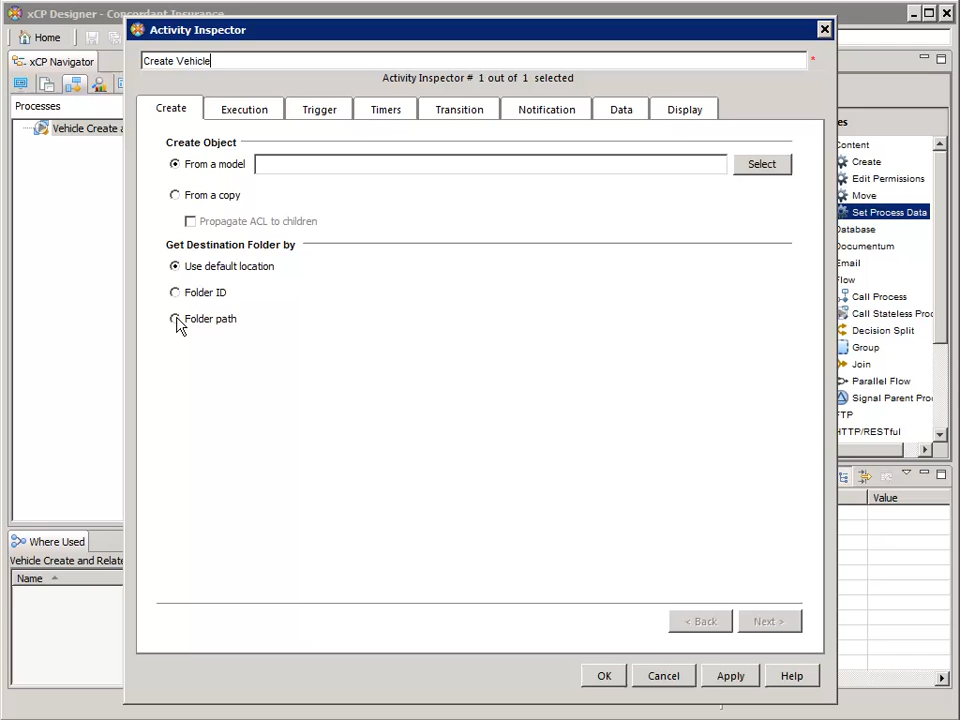 xCP Designer - Concordant Insurance
Home
xCP Navigator
Processes
Vehicle Create a
Where Used
Vehicle Create and Relate
Name
Activity Inspector
Create Vehicle
*
Activity Inspector # 1 out of 1 selected
Create
Execution
Trigger
Timers
Transition
Notification
Data
Display
Create Object
From a model
Select
From a copy
Propagate ACL to children
Get Destination Folder by
Use default location
Folder ID
Folder path
< Back
Next >
OK
Cancel
Apply
Help
es
Content
Create
Edit Permissions
Move
Set Process Data
Database
Documentum
Email
Flow
Call Process
Call Stateless Proc
Decision Split
Group
Join
Parallel Flow
Signal Parent Pro
FTP
HTTP/RESTful
Value